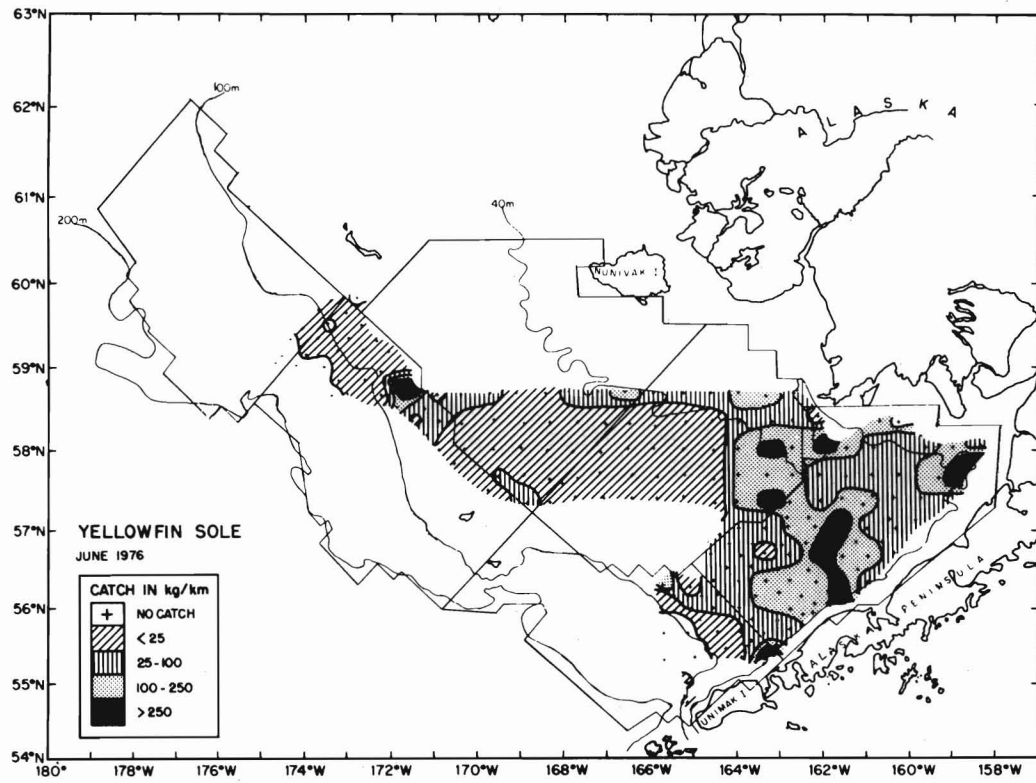 63°N
62°N
61°N
60°N
59°N
58°N
57°N
56°N
55°N
54°N
100m
200m
40m
ALASKA
NUNIVAK I
YELLOWFIN SOLE
JUNE 1976
CATCH IN kg/km
+ NO CATCH
<25
25-100
100-250
>250
ALASKA PENINSULA
UNIMAK I
180° 178°W 176°W 174°W 172°W 170°W 168°W 166°W 164°W 162°W 160°W 158°W